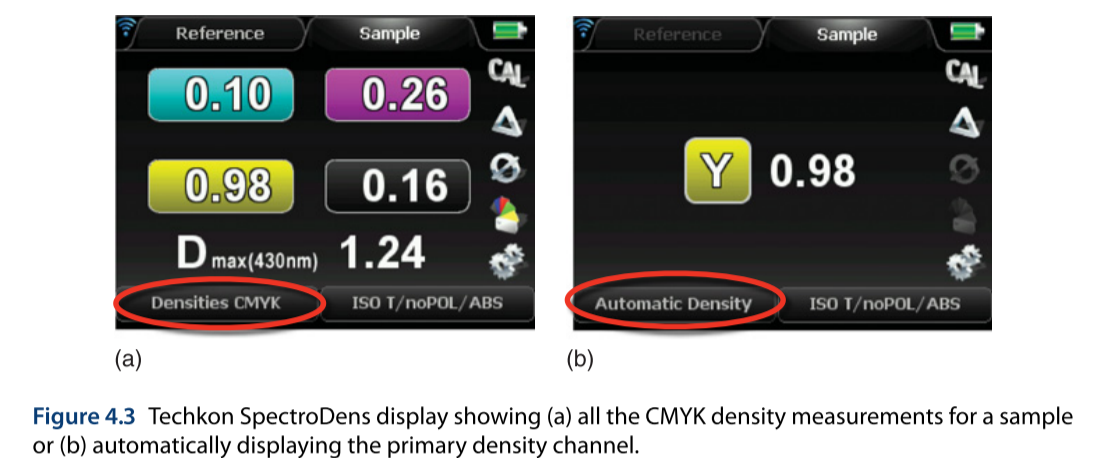 Reference Sample
CAL
0.10 0.26
0.98 0.16
Dmax(430nm) 1.24
Densities CMYK ISO T/noPOL/ABS
(a)
Reference Sample
CAL
Y 0.98
Automatic Density ISO T/noPOL/ABS
(b)
Figure 4.3 Techkon SpectroDens display showing (a) all the CMYK density measurements for a sample
or (b) automatically displaying the primary density channel.